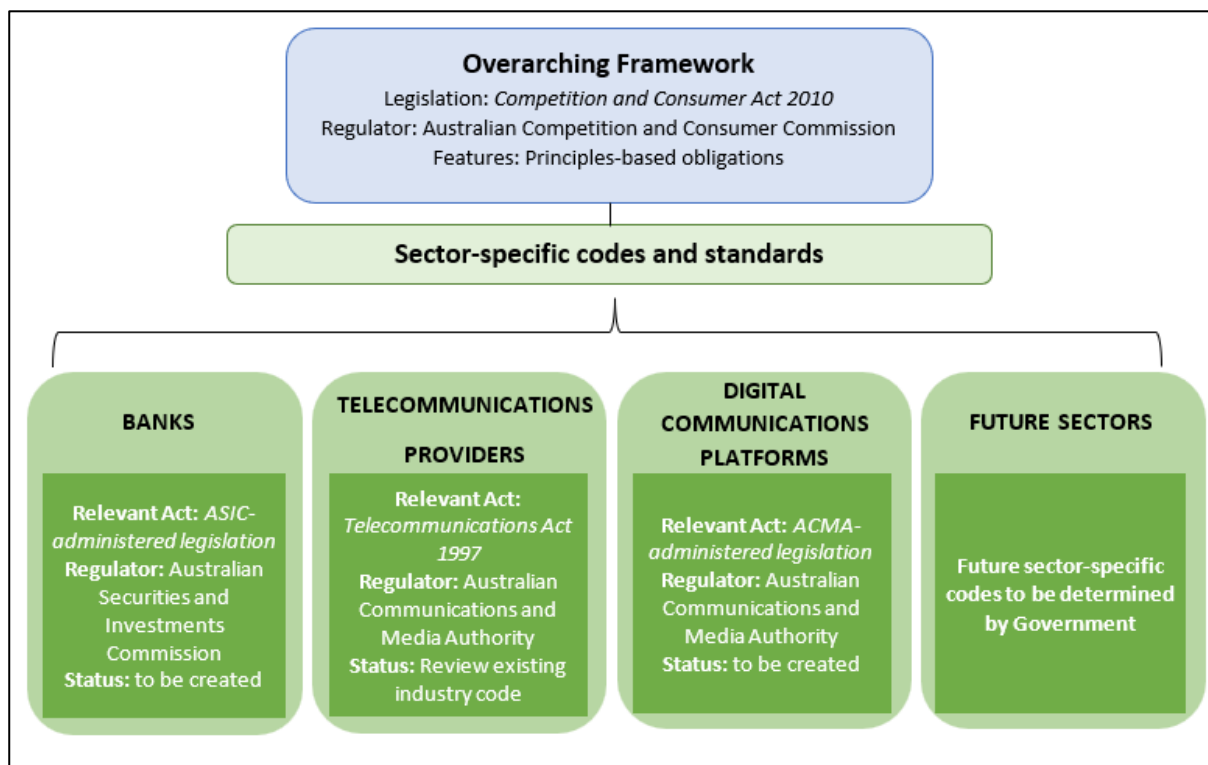 Overarching Framework
Legislation: Competition and Consumer Act 2010
Regulator: Australian Competition and Consumer Commission
Features: Principles-based obligations
Sector-specific codes and standards
BANKS
Relevant Act: ASIC-
administered legislation
Regulator: Australian
Securities and
Investments
Commission
Status: to be created
TELECOMMUNICATIONS
PROVIDERS
Relevant Act:
Telecommunications Act
1997
Regulator: Australian
Communications and
Media Authority
Status: Review existing
industry code
DIGITAL
COMMUNICATIONS
PLATFORMS
Relevant Act: ACMA-
administered legislation
Regulator: Australian
Communications and
Media Authority
Status: to be created
FUTURE SECTORS
Future sector-specific
codes to be determined
by Government